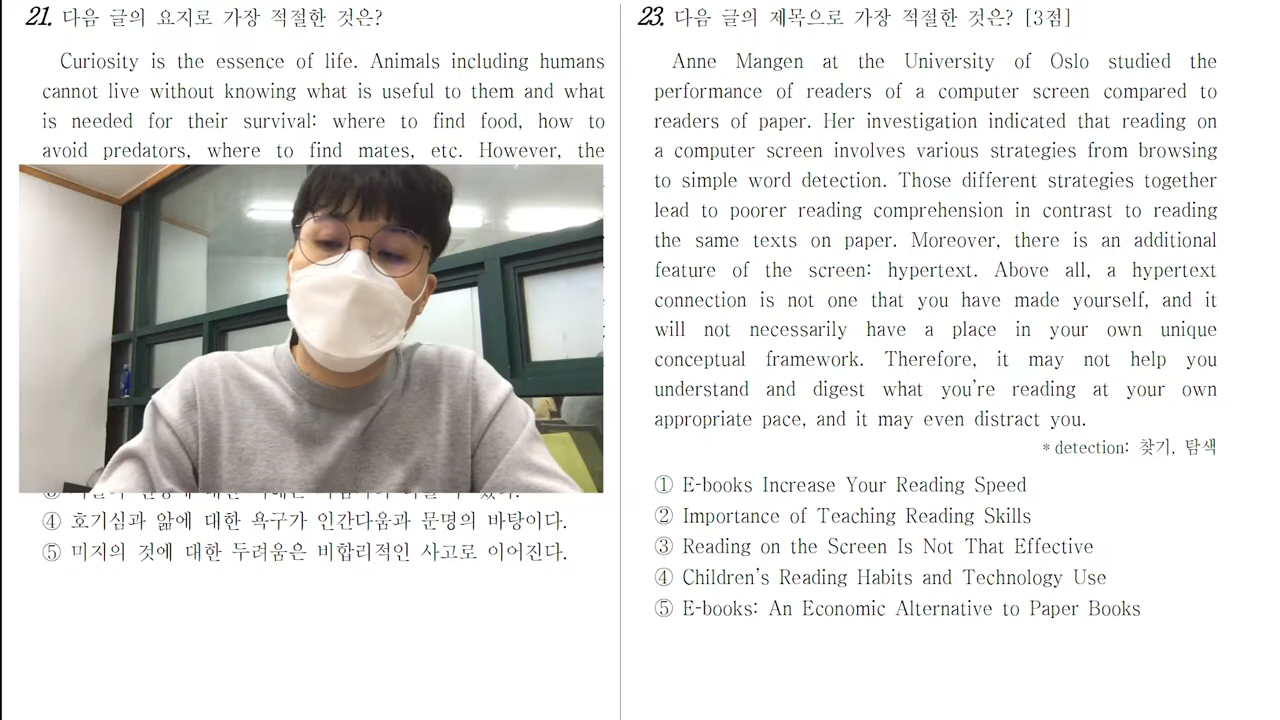 21. 다음 글의 요지로 가장 적절한 것은?
Curiosity is the essence of life. Animals including humans
cannot live without knowing what is useful to them and what
is needed for their survival: where to find food, how to
avoid predators, where to find mates, etc. However, the
④ 호기심과 앎에 대한 욕구가 인간다움과 문명의 바탕이다.
⑤ 미지의 것에 대한 두려움은 비합리적인 사고로 이어진다.
23. 다음 글의 제목으로 가장 적절한 것은? [3점]
Anne Mangen at the University of Oslo studied the
performance of readers of a computer screen compared to
readers of paper. Her investigation indicated that reading on
a computer screen involves various strategies from browsing
to simple word detection. Those different strategies together
lead to poorer reading comprehension in contrast to reading
the same texts on paper. Moreover, there is an additional
feature of the screen: hypertext. Above all, a hypertext
connection is not one that you have made yourself, and it
will not necessarily have a place in your own unique
conceptual framework. Therefore, it may not help you
understand and digest what you're reading at your own
appropriate pace, and it may even distract you.
* detection: 찾기, 탐색
① E-books Increase Your Reading Speed
② Importance of Teaching Reading Skills
③ Reading on the Screen Is Not That Effective
④ Children's Reading Habits and Technology Use
⑤ E-books: An Economic Alternative to Paper Books